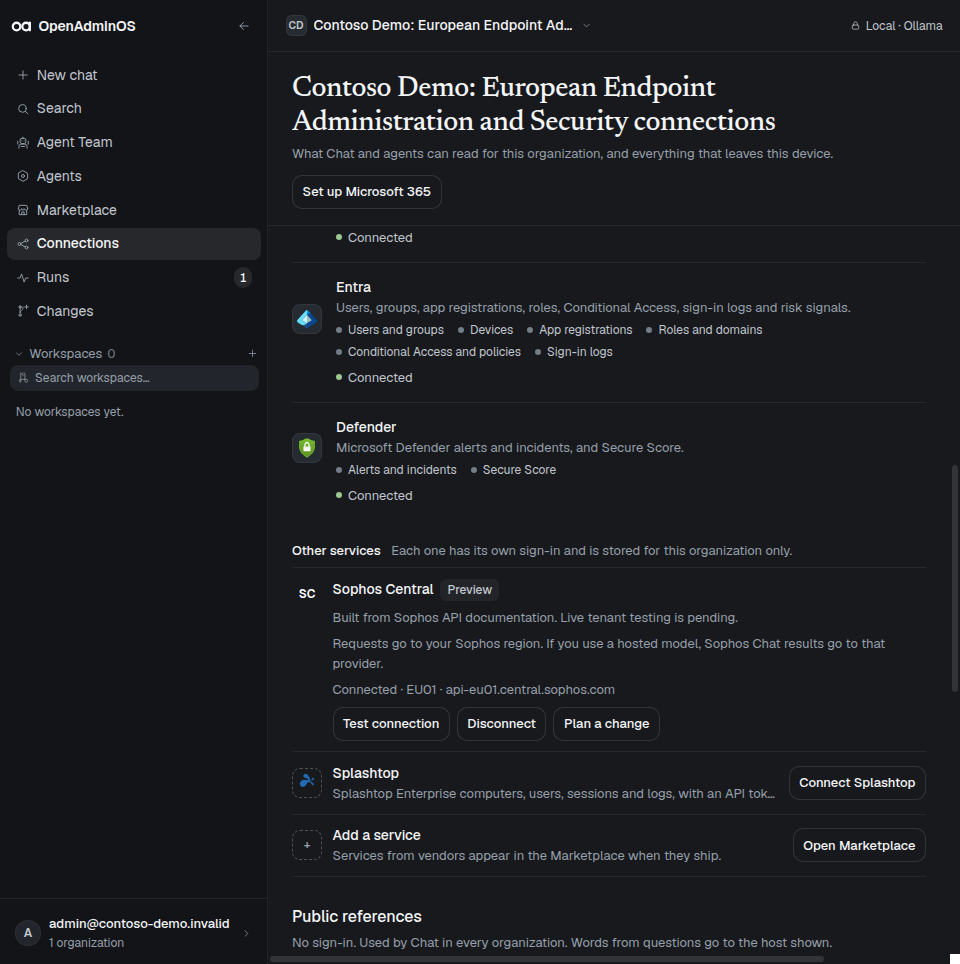 OpenAdminOS
New chat
Search
Agent Team
Agents
Marketplace
Connections
Runs 1
Changes
Workspaces 0 +
Search workspaces...
No workspaces yet.
A
admin@contoso-demo.invalid
1 organization
CD Contoso Demo: European Endpoint Ad...
Local · Ollama
Contoso Demo: European Endpoint
Administration and Security connections
What Chat and agents can read for this organization, and everything that leaves this device.
Set up Microsoft 365
Connected
Entra
Users, groups, app registrations, roles, Conditional Access, sign-in logs and risk signals.
Users and groups Devices App registrations Roles and domains
Conditional Access and policies Sign-in logs
Connected
Defender
Microsoft Defender alerts and incidents, and Secure Score.
Alerts and incidents Secure Score
Connected
Other services Each one has its own sign-in and is stored for this organization only.
SC Sophos Central Preview
Built from Sophos API documentation. Live tenant testing is pending.
Requests go to your Sophos region. If you use a hosted model, Sophos Chat results go to that
provider.
Connected · EU01 · api-eu01.central.sophos.com
Test connection Disconnect Plan a change
Splashtop
Splashtop Enterprise computers, users, sessions and logs, with an API tok...
Connect Splashtop
+ Add a service
Services from vendors appear in the Marketplace when they ship.
Open Marketplace
Public references
No sign-in. Used by Chat in every organization. Words from questions go to the host shown.